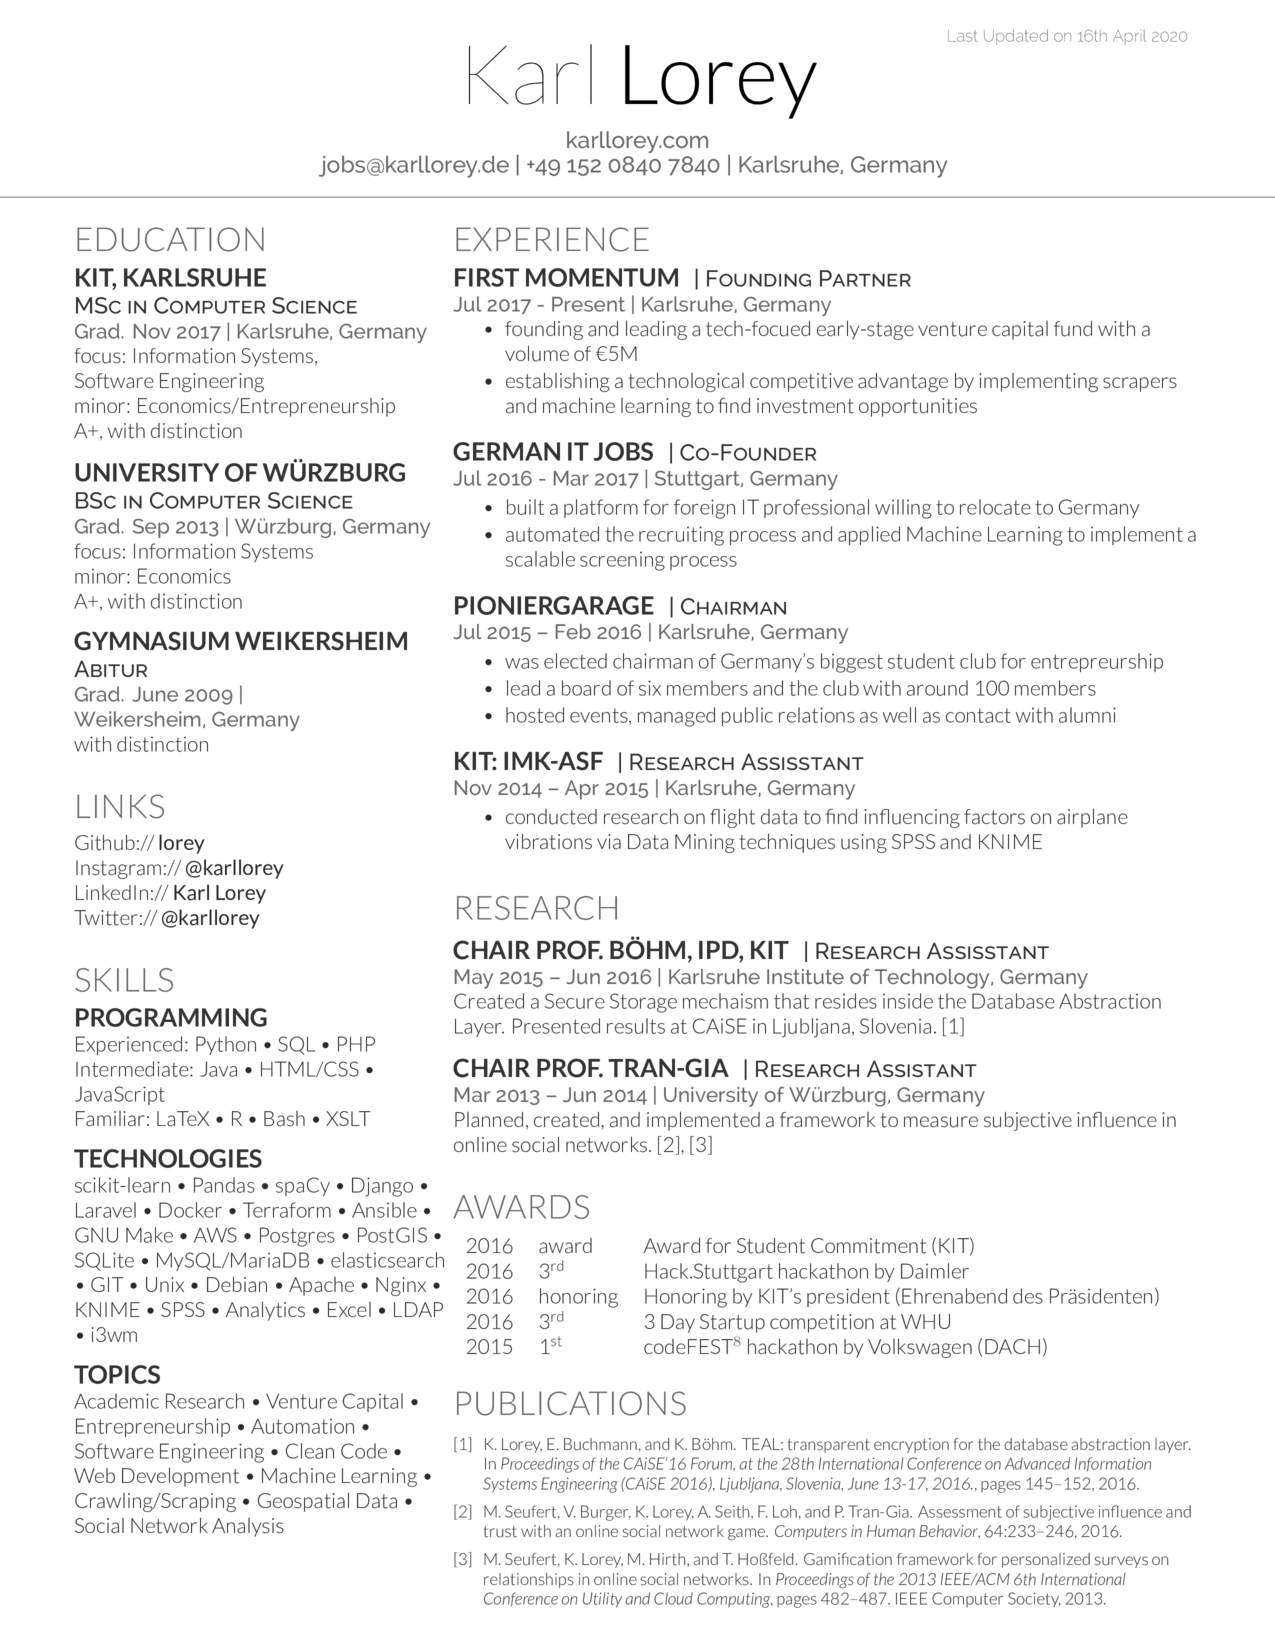 Last Updated on 16th April 2020
Karl Lorey
karllorey.com
jobs@karllorey.de | +49 152 0840 7840 | Karlsruhe, Germany
EDUCATION
KIT, KARLSRUHE
MSc in Computer Science
Grad. Nov 2017 | Karlsruhe, Germany
focus: Information Systems,
Software Engineering
minor: Economics/Entrepreneurship
A+, with distinction
UNIVERSITY OF WÜRZBURG
BSc in Computer Science
Grad. Sep 2013 | Würzburg, Germany
focus: Information Systems
minor: Economics
A+, with distinction
GYMNASIUM WEIKERSHEIM
Abitur
Grad. June 2009 |
Weikersheim, Germany
with distinction
LINKS
Github:// lorey
Instagram:// @karllorey
LinkedIn:// Karl Lorey
Twitter:// @karllorey
SKILLS
PROGRAMMING
Experienced: Python • SQL • PHP
Intermediate: Java • HTML/CSS •
JavaScript
Familiar: LaTeX • R • Bash • XSLT
TECHNOLOGIES
scikit-learn • Pandas • spaCy • Django •
Laravel • Docker • Terraform • Ansible •
GNU Make • AWS • Postgres • PostGIS •
SQLite • MySQL/MariaDB • elasticsearch
• GIT • Unix • Debian • Apache • Nginx •
KNIME • SPSS • Analytics • Excel • LDAP
• i3wm
TOPICS
Academic Research • Venture Capital •
Entrepreneurship • Automation •
Software Engineering • Clean Code •
Web Development • Machine Learning •
Crawling/Scraping • Geospatial Data •
Social Network Analysis
EXPERIENCE
FIRST MOMENTUM | Founding Partner
Jul 2017 - Present | Karlsruhe, Germany
• founding and leading a tech-focued early-stage venture capital fund with a
volume of €5M
• establishing a technological competitive advantage by implementing scrapers
and machine learning to find investment opportunities
GERMAN IT JOBS | Co-Founder
Jul 2016 - Mar 2017 | Stuttgart, Germany
• built a platform for foreign IT professional willing to relocate to Germany
• automated the recruiting process and applied Machine Learning to implement a
scalable screening process
PIONIERGARAGE | Chairman
Jul 2015 – Feb 2016 | Karlsruhe, Germany
• was elected chairman of Germany's biggest student club for entrepreurship
• lead a board of six members and the club with around 100 members
• hosted events, managed public relations as well as contact with alumni
KIT: IMK-ASF | Research Assisstant
Nov 2014 – Apr 2015 | Karlsruhe, Germany
• conducted research on flight data to find influencing factors on airplane
vibrations via Data Mining techniques using SPSS and KNIME
RESEARCH
CHAIR PROF. BÖHM, IPD, KIT | Research Assisstant
May 2015 – Jun 2016 | Karlsruhe Institute of Technology, Germany
Created a Secure Storage mechaism that resides inside the Database Abstraction
Layer. Presented results at CAiSE in Ljubljana, Slovenia. [1]
CHAIR PROF. TRAN-GIA | Research Assistant
Mar 2013 – Jun 2014 | University of Würzburg, Germany
Planned, created, and implemented a framework to measure subjective influence in
online social networks. [2], [3]
AWARDS
2016 award Award for Student Commitment (KIT)
2016 3rd Hack.Stuttgart hackathon by Daimler
2016 honoring Honoring by KIT's president (Ehrenabend des Präsidenten)
2016 3rd 3 Day Startup competition at WHU
2015 1st codeFEST8 hackathon by Volkswagen (DACH)
PUBLICATIONS
[1] K. Lorey, E. Buchmann, and K. Böhm. TEAL: transparent encryption for the database abstraction layer.
In Proceedings of the CAiSE'16 Forum, at the 28th International Conference on Advanced Information
Systems Engineering (CAiSE 2016), Ljubljana, Slovenia, June 13-17, 2016., pages 145–152, 2016.
[2] M. Seufert, V. Burger, K. Lorey, A. Seith, F. Loh, and P. Tran-Gia. Assessment of subjective influence and
trust with an online social network game. Computers in Human Behavior, 64:233–246, 2016.
[3] M. Seufert, K. Lorey, M. Hirth, and T. Hoßfeld. Gamification framework for personalized surveys on
relationships in online social networks. In Proceedings of the 2013 IEEE/ACM 6th International
Conference on Utility and Cloud Computing, pages 482–487. IEEE Computer Society, 2013.